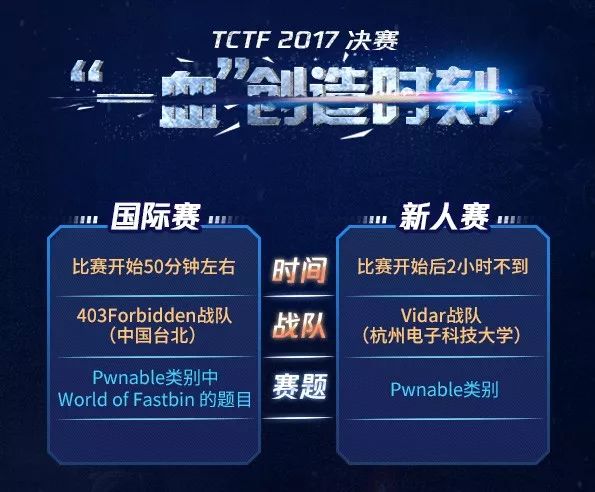 TCTF 2017 决赛
“一血”创造时刻
国际赛
新人赛
比赛开始50分钟左右
时间
比赛开始后2小时不到
403Forbidden战队
（中国台北）
战队
Vidar战队
（杭州电子科技大学）
Pwnable类别中
World of Fastbin 的题目
赛题
Pwnable类别